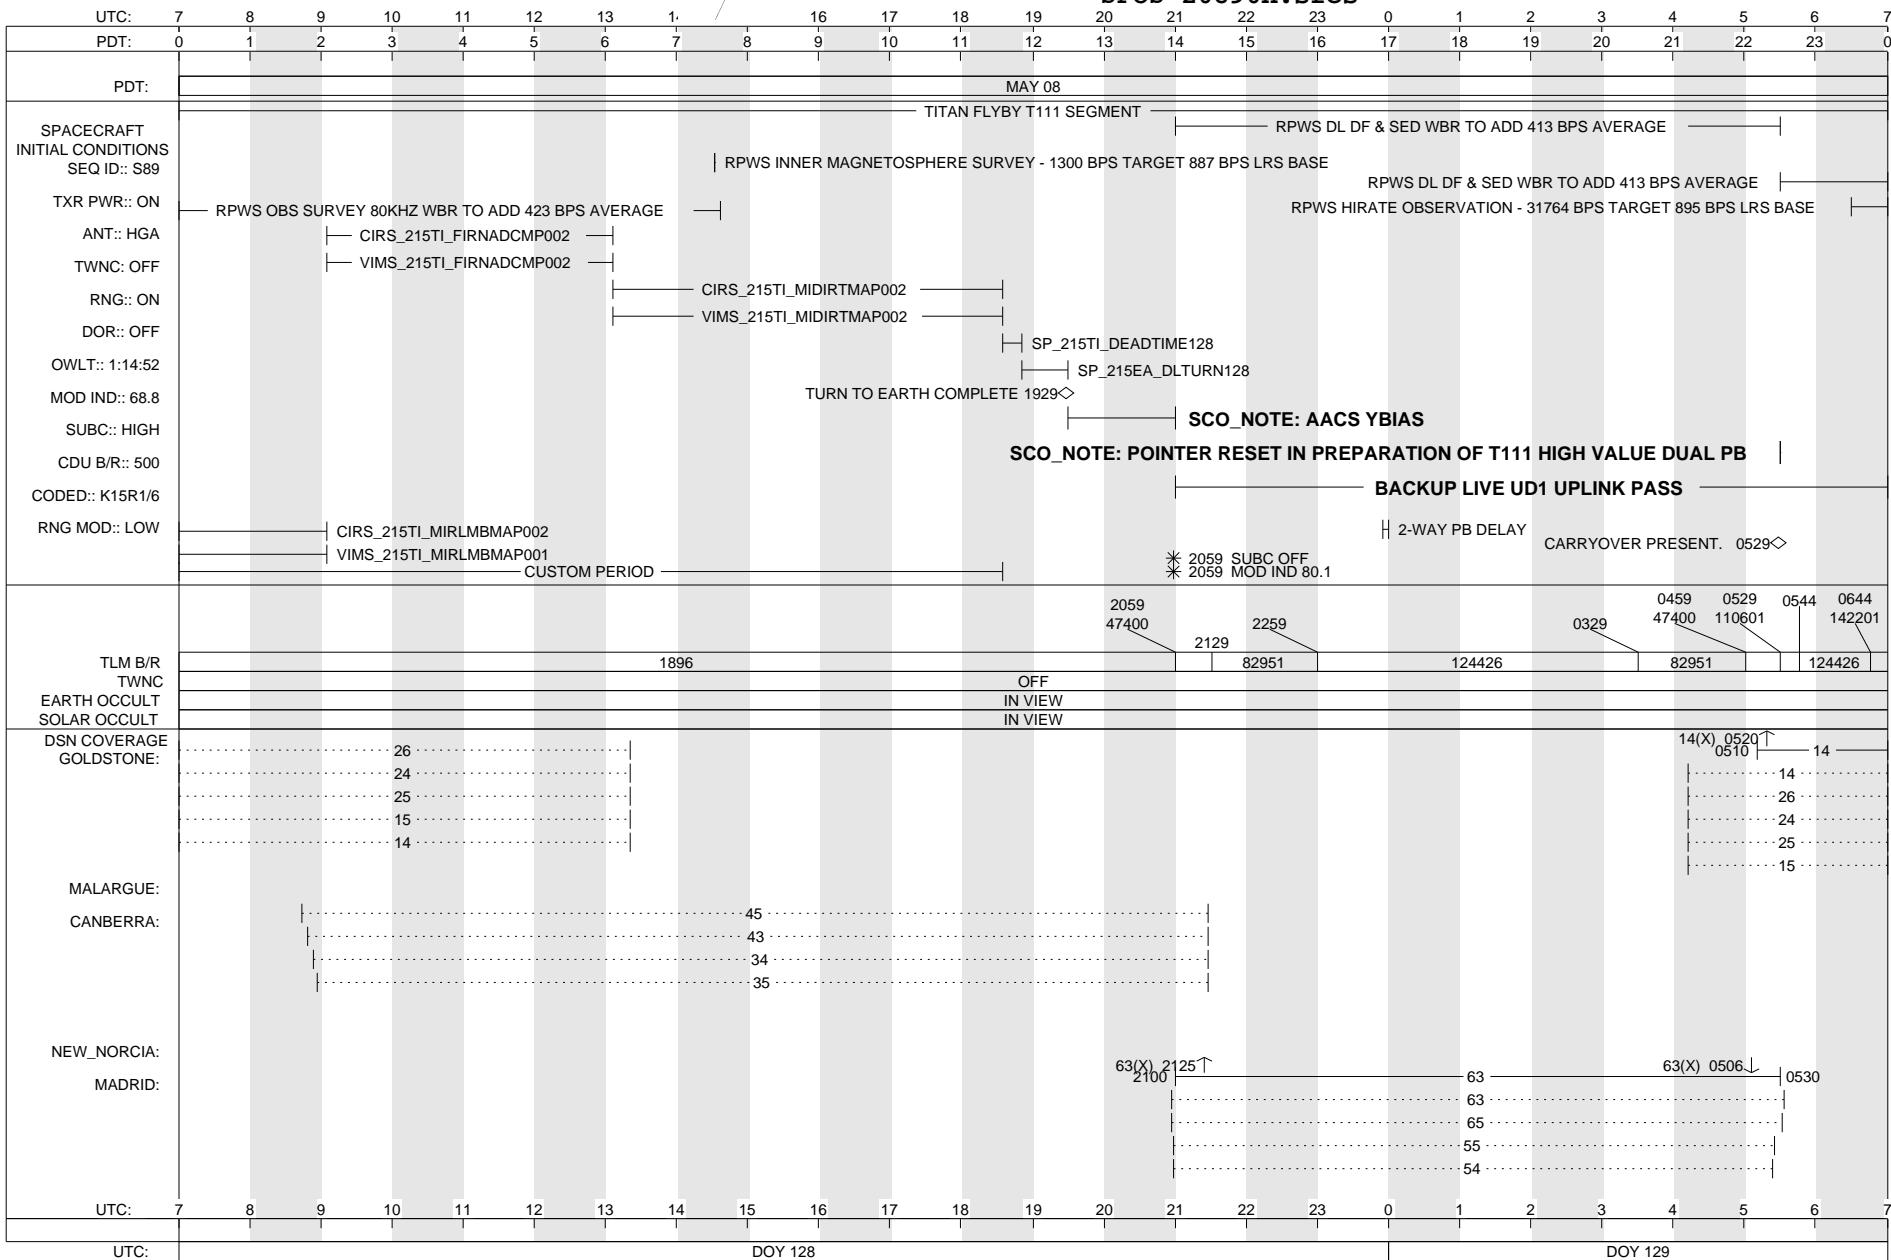 UTC: 7 8 9 10 11 12 13 16 17 18 19 20 21 22 23 0 1 2 3 4 5 6 7
PDT: 0 1 2 3 4 5 6 7 8 9 10 11 12 13 14 15 16 17 18 19 20 21 22 23 0
PDT: MAY 08
TITAN FLYBY T111 SEGMENT
SPACECRAFT
INITIAL CONDITIONS
RPWS DL DF & SED WBR TO ADD 413 BPS AVERAGE
SEQ ID:: S89
RPWS INNER MAGNETOSPHERE SURVEY - 1300 BPS TARGET 887 BPS LRS BASE
RPWS DL DF & SED WBR TO ADD 413 BPS AVERAGE
TXR PWR:: ON
RPWS OBS SURVEY 80KHZ WBR TO ADD 423 BPS AVERAGE
RPWS HIRATE OBSERVATION - 31764 BPS TARGET 895 BPS LRS BASE
ANT:: HGA
CIRS_215TI_FIRNADCMP002
TWNC: OFF
VIMS_215TI_FIRNADCMP002
RNG:: ON
CIRS_215TI_MIDIRTMAP002
VIMS_215TI_MIDIRTMAP002
DOR:: OFF
SP_215TI_DEADTIME128
OWLT:: 1:14:52
SP_215EA_DLTURN128
MOD IND:: 68.8
TURN TO EARTH COMPLETE 1929
SUBC:: HIGH
SCO_NOTE: AACS YBIAS
CDU B/R:: 500
SCO_NOTE: POINTER RESET IN PREPARATION OF T111 HIGH VALUE DUAL PB
CODED:: K15R1/6
BACKUP LIVE UD1 UPLINK PASS
RNG MOD:: LOW
CIRS_215TI_MIRLMBMAP002
2-WAY PB DELAY
CARRYOVER PRESENT. 0529
VIMS_215TI_MIRLMBMAP001
2059 SUBC OFF
CUSTOM PERIOD
2059 MOD IND 80.1
2059 0459 0529 0544 0644
47400 2129 2259 0329 47400 110601 142201
TLM B/R 1896 82951 124426 82951 124426
TWNC OFF
EARTH OCCULT IN VIEW
SOLAR OCCULT IN VIEW
DSN COVERAGE
14(X) 0520
GOLDSTONE: 26 0510 14
24 14
25 26
15 24
14 25
15
MALARGUE:
CANBERRA: 45
43
34
35
NEW_NORCIA:
63(X) 2125 63(X) 0506
MADRID: 2100 63 0530
63
65
55
54
UTC: 7 8 9 10 11 12 13 14 15 16 17 18 19 20 21 22 23 0 1 2 3 4 5 6 7
UTC: DOY 128 DOY 129